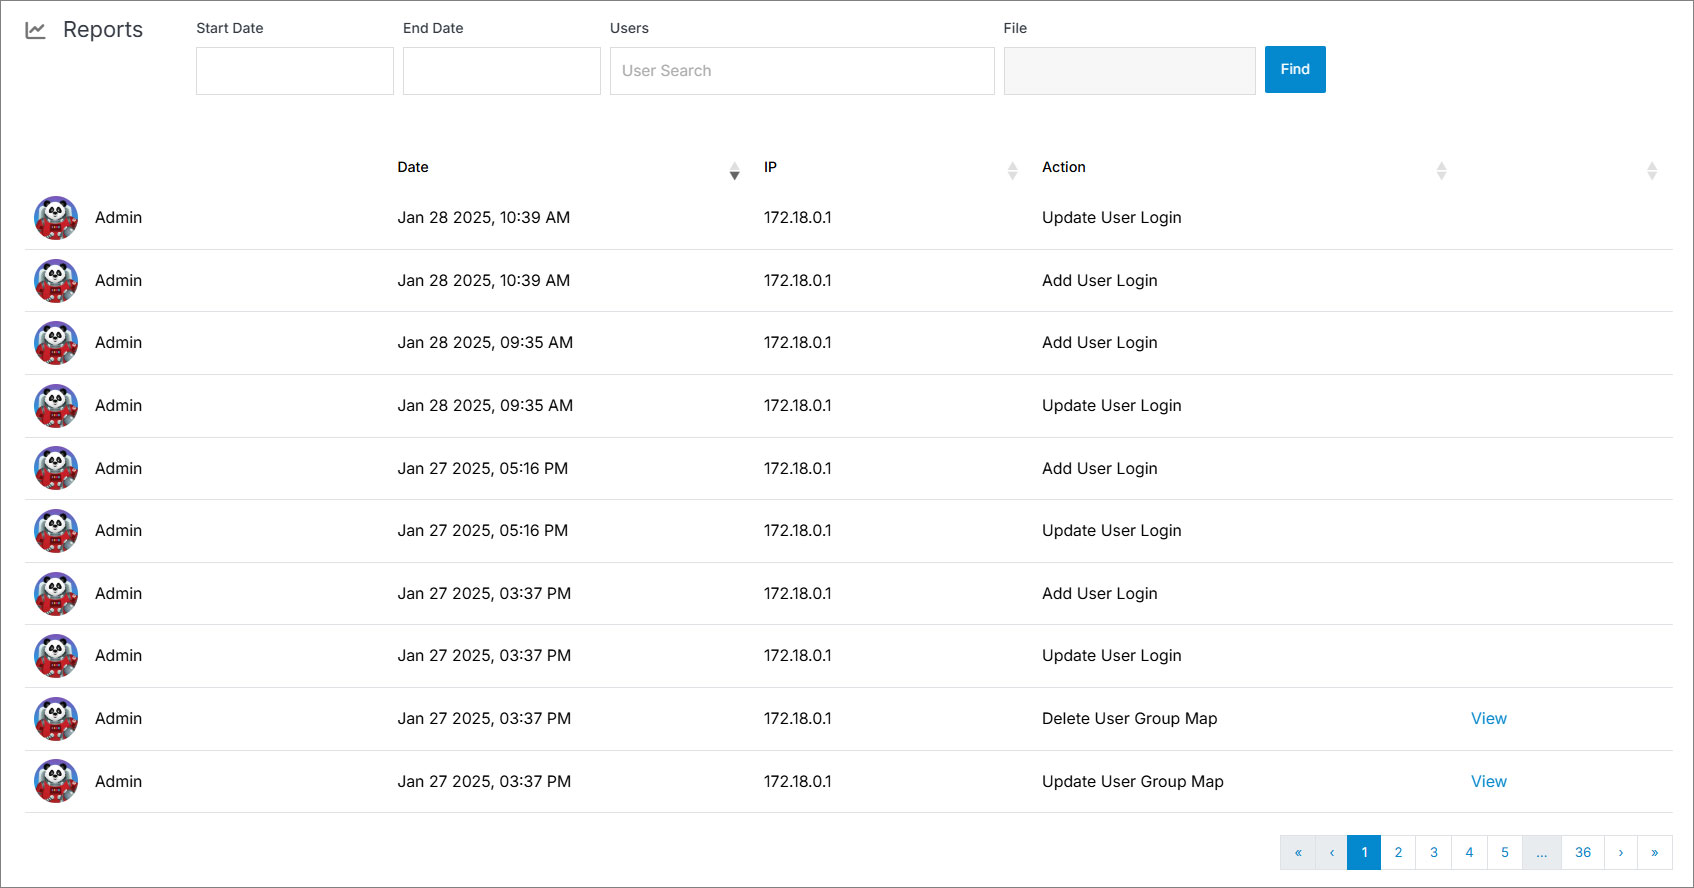 Reports
Start Date End Date Users File
User Search Find
Date IP Action
Admin Jan 28 2025, 10:39 AM 172.18.0.1 Update User Login
Admin Jan 28 2025, 10:39 AM 172.18.0.1 Add User Login
Admin Jan 28 2025, 09:35 AM 172.18.0.1 Add User Login
Admin Jan 28 2025, 09:35 AM 172.18.0.1 Update User Login
Admin Jan 27 2025, 05:16 PM 172.18.0.1 Add User Login
Admin Jan 27 2025, 05:16 PM 172.18.0.1 Update User Login
Admin Jan 27 2025, 03:37 PM 172.18.0.1 Add User Login
Admin Jan 27 2025, 03:37 PM 172.18.0.1 Update User Login
Admin Jan 27 2025, 03:37 PM 172.18.0.1 Delete User Group Map View
Admin Jan 27 2025, 03:37 PM 172.18.0.1 Update User Group Map View
« ‹ 1 2 3 4 5 ... 36 › »